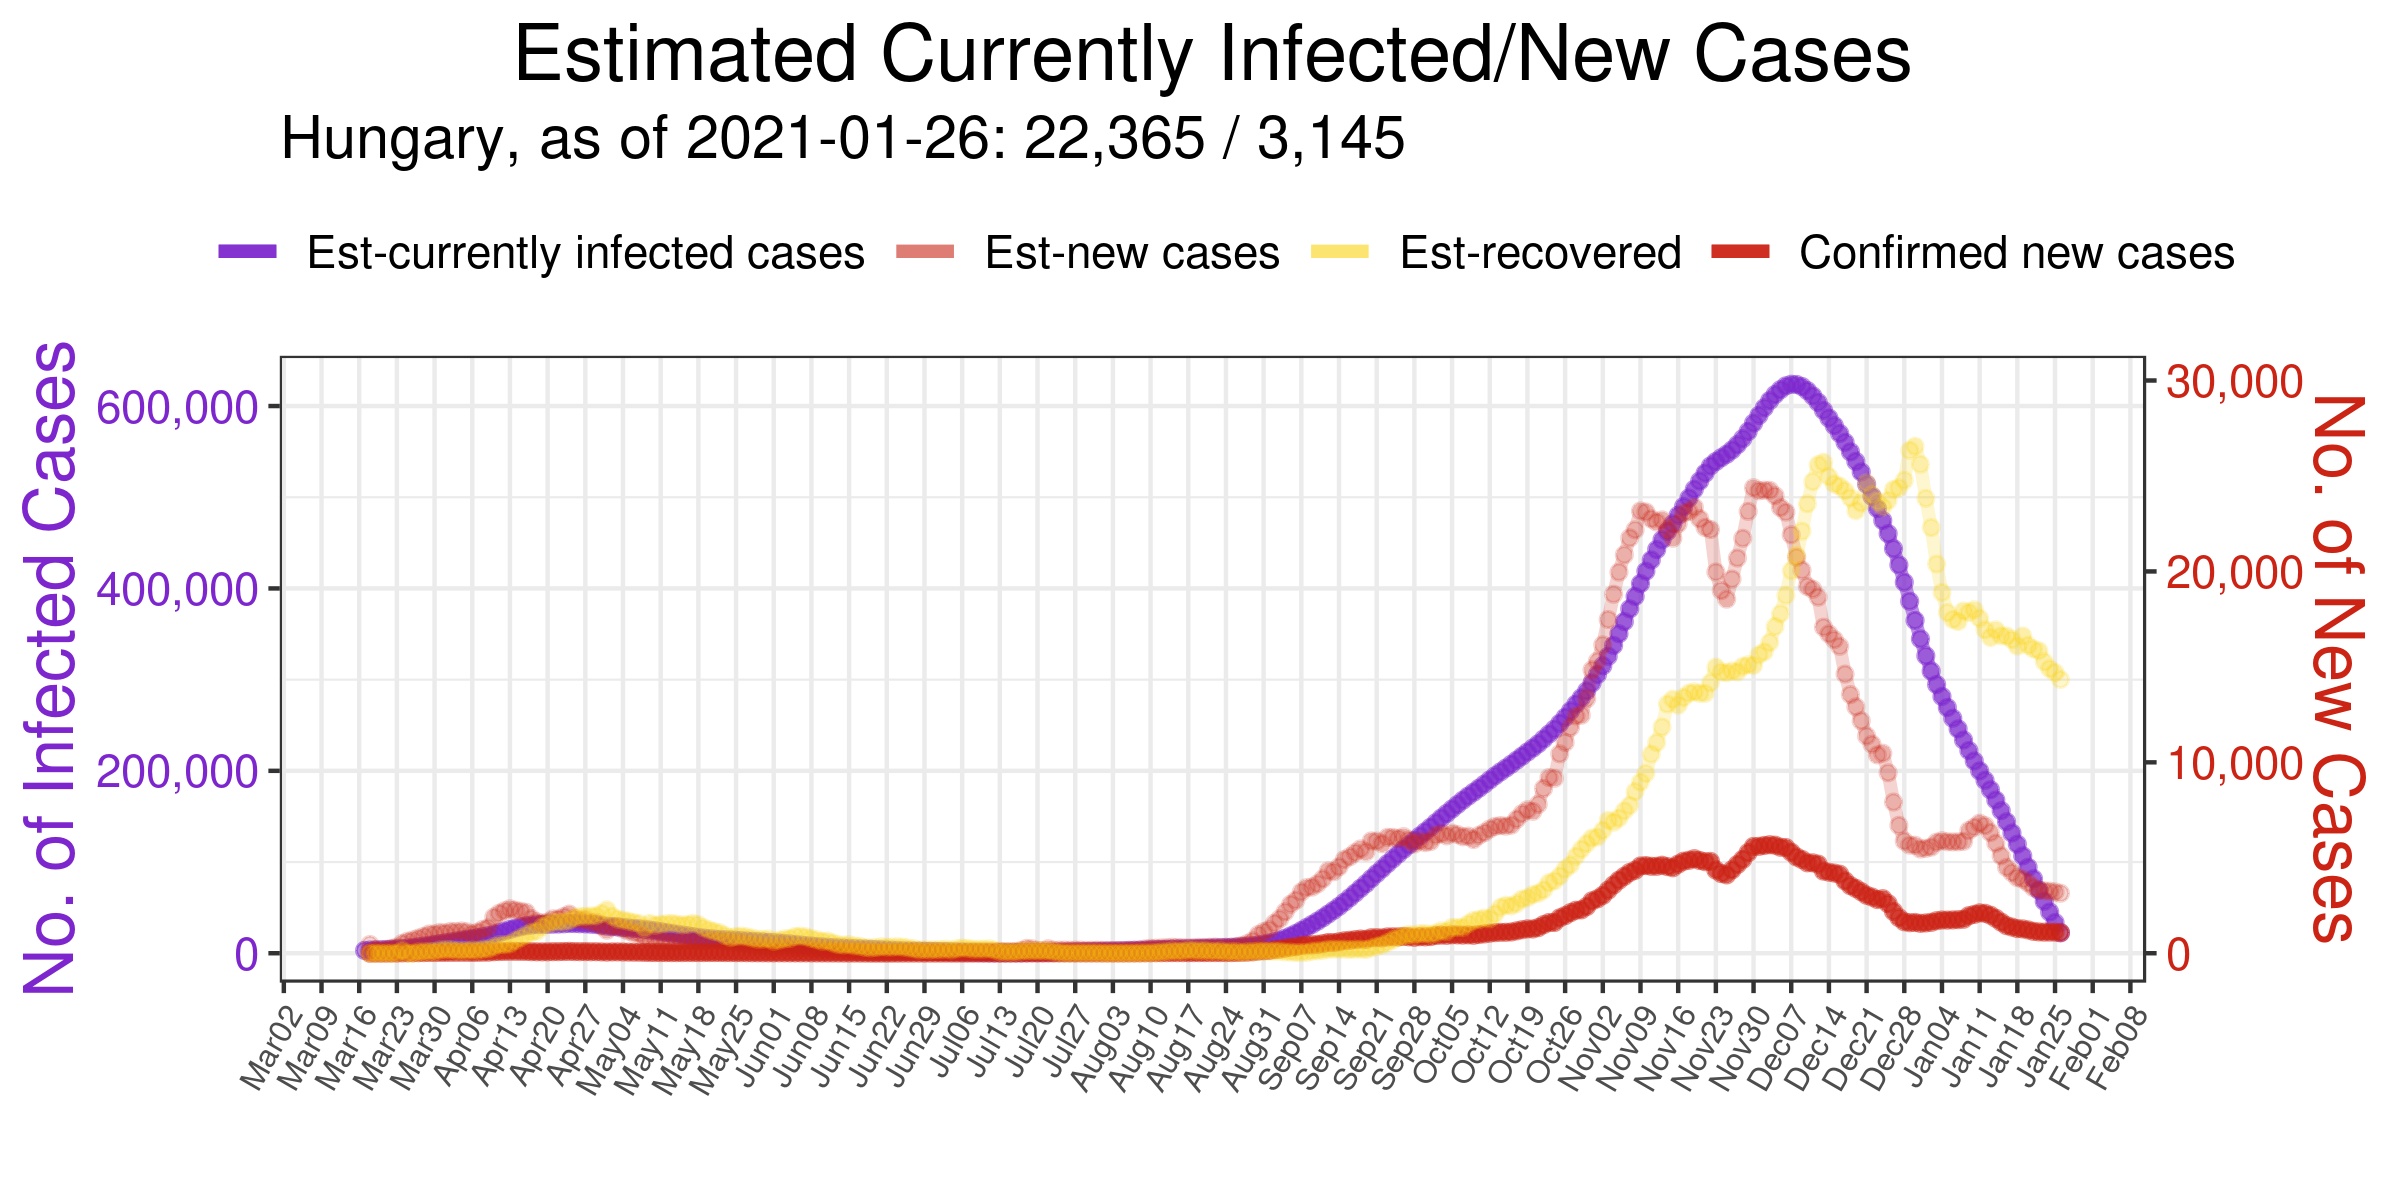 Estimated Currently Infected/New Cases
Hungary, as of 2021-01-26: 22,365 / 3,145
Est-currently infected cases
Est-new cases
Est-recovered
Confirmed new cases
No. of Infected Cases
600,000
400,000
200,000
0
30,000
20,000
10,000
0
No. of New Cases
Mar02
Mar09
Mar16
Mar23
Mar30
Apr06
Apr13
Apr20
Apr27
May04
May11
May18
May25
Jun01
Jun08
Jun15
Jun22
Jun29
Jul06
Jul13
Jul20
Jul27
Aug03
Aug10
Aug17
Aug24
Aug31
Sep07
Sep14
Sep21
Sep28
Oct05
Oct12
Oct19
Oct26
Nov02
Nov09
Nov16
Nov23
Nov30
Dec07
Dec14
Dec21
Dec28
Jan04
Jan11
Jan18
Jan25
Feb01
Feb08